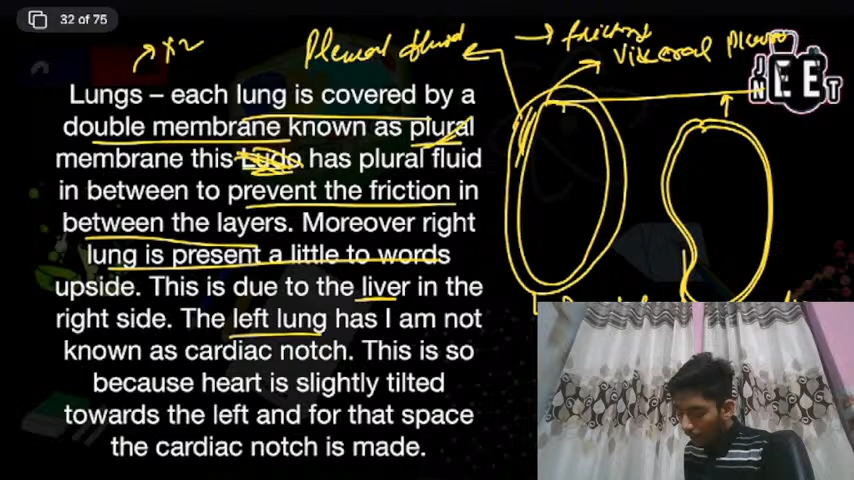 32 of 75
x2
Pleural fluid
→ friction
visceral pleura
JN EE T
Lungs – each lung is covered by a
double membrane known as plural
membrane this Ludo has plural fluid
in between to prevent the friction in
between the layers. Moreover right
lung is present a little to words
upside. This is due to the liver in the
right side. The left lung has I am not
known as cardiac notch. This is so
because heart is slightly tilted
towards the left and for that space
the cardiac notch is made.